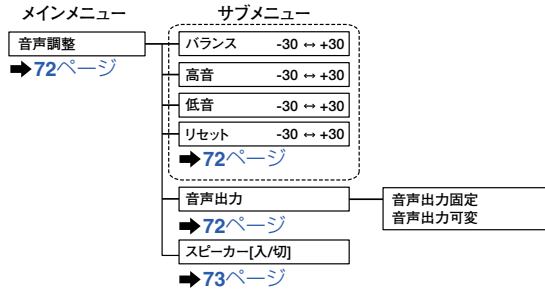 メインメニュー サブメニュー
音声調整
➡72ページ
バランス -30 ↔ +30
高音 -30 ↔ +30
低音 -30 ↔ +30
リセット -30 ↔ +30
➡72ページ
音声出力
➡72ページ
音声出力固定
音声出力可変
スピーカー[入/切]
➡73ページ